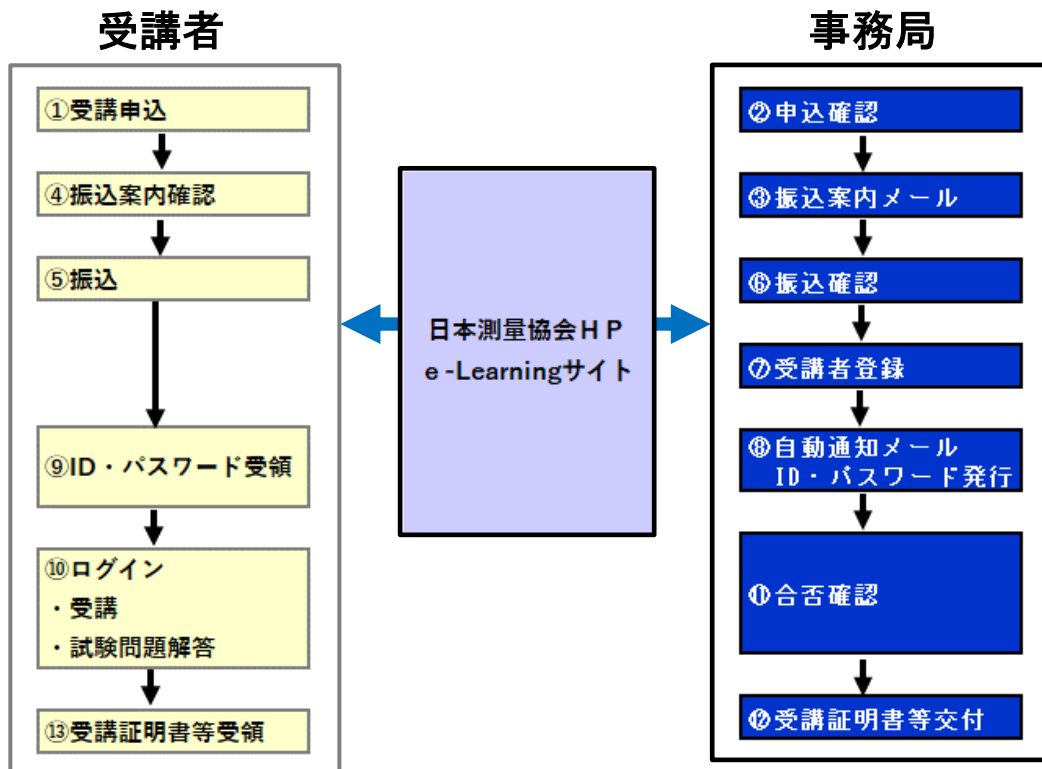 受講者
①受講申込
④振込案内確認
⑤振込
⑨ID・パスワード受領
⑩ログイン
・受講
・試験問題解答
⑬受講証明書等受領
日本測量協会ＨＰ
e-Learningサイト
事務局
②申込確認
③振込案内メール
⑥振込確認
⑦受講者登録
⑧自動通知メール
ID・パスワード発行
⑪合否確認
⑫受講証明書等交付